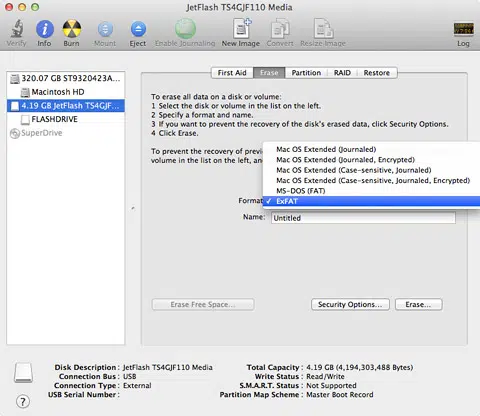 JetFlash TS4GJF110 Media
Verify Info Burn Mount Eject Enable Journaling New Image Convert Resize Image Log
320.07 GB ST9320423A...
Macintosh HD
4.19 GB JetFlash TS4GJF...
FLASHDRIVE
SuperDrive
First Aid Erase Partition RAID Restore
To erase all data on a disk or volume:
1 Select the disk or volume in the list on the left.
2 Specify a format and name.
3 If you want to prevent the recovery of the disk's erased data, click Security Options.
4 Click Erase.
To prevent the recovery of previ
volume in the list on the left, an
Mac OS Extended (Journaled)
Mac OS Extended (Journaled, Encrypted)
Mac OS Extended (Case-sensitive, Journaled)
Mac OS Extended (Case-sensitive, Journaled, Encrypted)
MS-DOS (FAT)
Format ✓ ExFAT
Name: Untitled
Erase Free Space... Security Options... Erase...
Disk Description : JetFlash TS4GJF110 Media
Connection Bus : USB
Connection Type : External
USB Serial Number :
Total Capacity : 4.19 GB (4,194,303,488 Bytes)
Write Status : Read/Write
S.M.A.R.T. Status : Not Supported
Partition Map Scheme : Master Boot Record
?